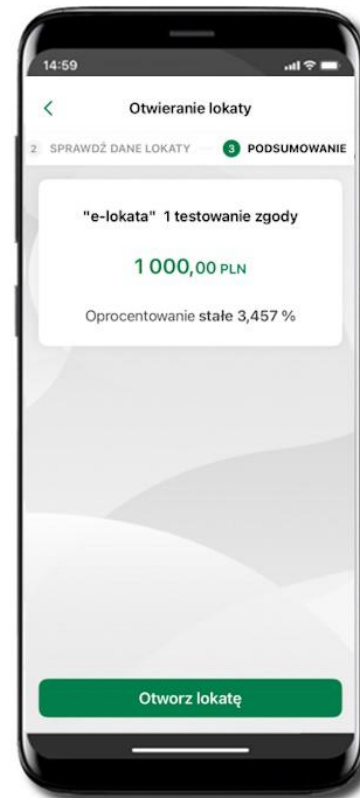 14:59
Otwieranie lokaty
2 SPRAWDŹ DANE LOKATY 3 PODSUMOWANIE
"e-lokata" 1 testowanie zgody
1 000,00 PLN
Oprocentowanie stałe 3,457 %
Otworz lokatę